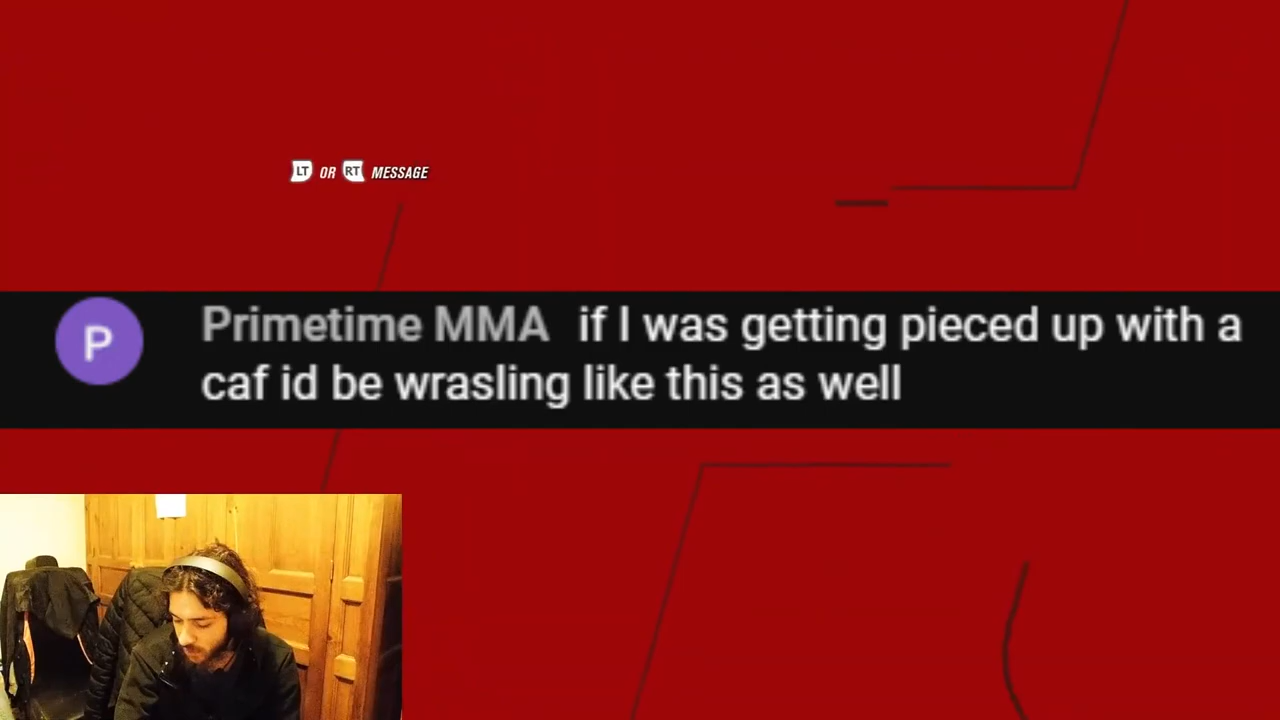 LT OR RT MESSAGE
P
Primetime MMA if I was getting pieced up with a
caf id be wrasling like this as well